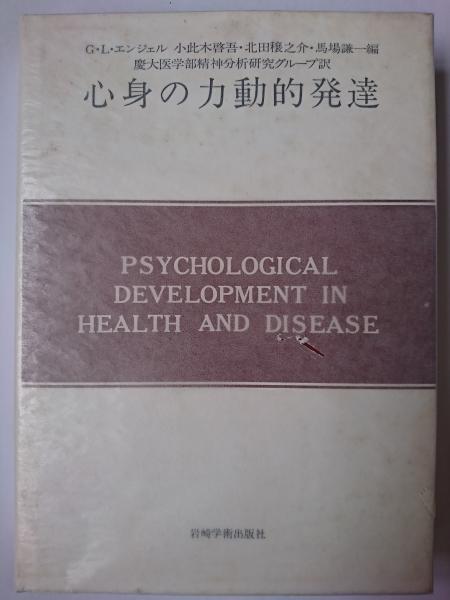 G・L・エンジェル 小此木啓吾・北田穣之介・馬場謙一編
慶大医学部精神分析研究グループ訳
心身の力動的発達
PSYCHOLOGICAL
DEVELOPMENT IN
HEALTH AND DISEASE
岩崎学術出版社